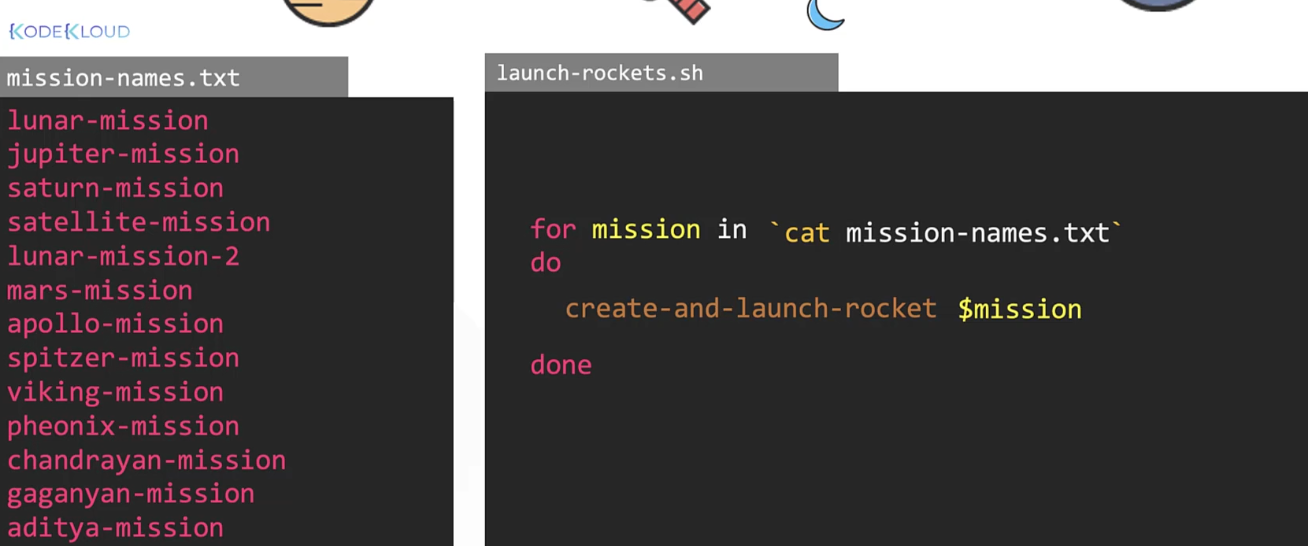 KODEKLOUD
mission-names.txt
lunar-mission
jupiter-mission
saturn-mission
satellite-mission
lunar-mission-2
mars-mission
apollo-mission
spitzer-mission
viking-mission
pheonix-mission
chandrayan-mission
gaganyan-mission
aditya-mission
launch-rockets.sh
for mission in `cat mission-names.txt`
do
create-and-launch-rocket $mission
done